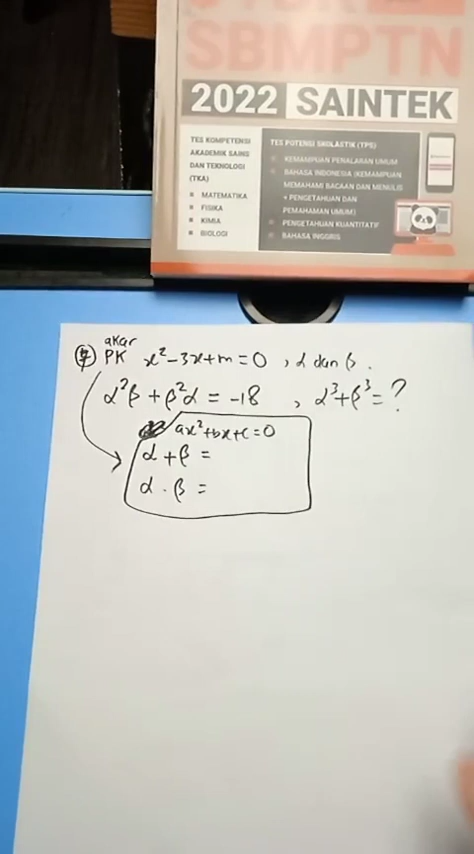 SBMPTN
2022 SAINTEK
TES KOMPETENSI
AKADEMIK SAINS
DAN TEKNOLOGI
(TKA)
MATEMATIKA
FISIKA
KIMIA
BIOLOGI
TES POTENSI SKOLASTIK (TPS)
KEMAMPUAN PENALARAN UMUM
BAHASA INDONESIA (KEMAMPUAN
MEMAHAMI BACAAN DAN MENULIS
+ PENGETAHUAN DAN
PEMAHAMAN UMUM)
PENGETAHUAN KUANTITATIF
BAHASA INGGRIS
akar
PK x² - 3x + m = 0 , α dan β .
α²β + β²α = -18 , α³ + β³ = ?
ax² + bx + c = 0
α + β =
α · β =